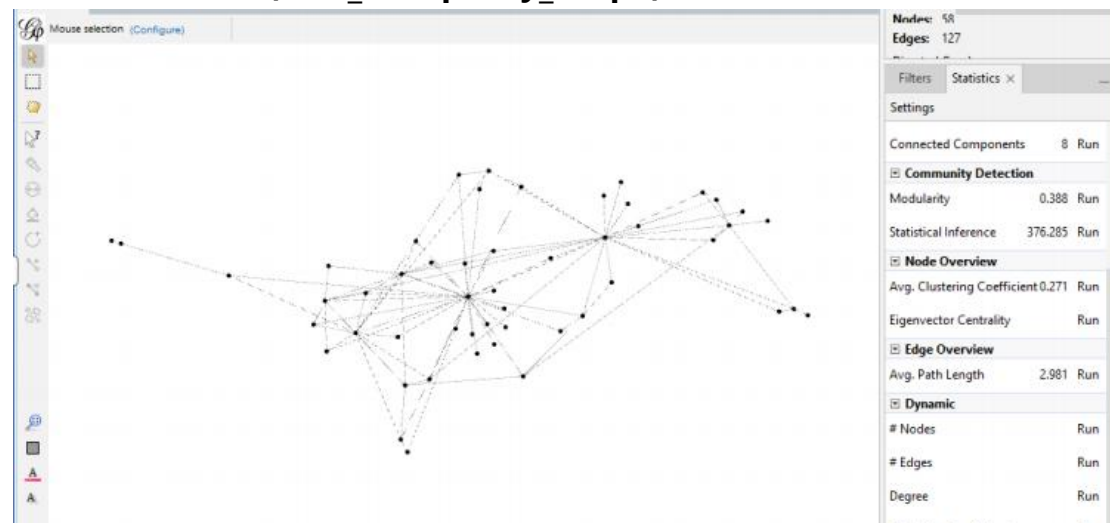 Mouse selection (Configure)
Nodes: 58
Edges: 127
Filters Statistics ×
Settings
Connected Components 8 Run
Community Detection
Modularity 0.388 Run
Statistical Inference 376.285 Run
Node Overview
Avg. Clustering Coefficient 0.271 Run
Eigenvector Centrality Run
Edge Overview
Avg. Path Length 2.981 Run
Dynamic
# Nodes Run
# Edges Run
Degree Run
A
A